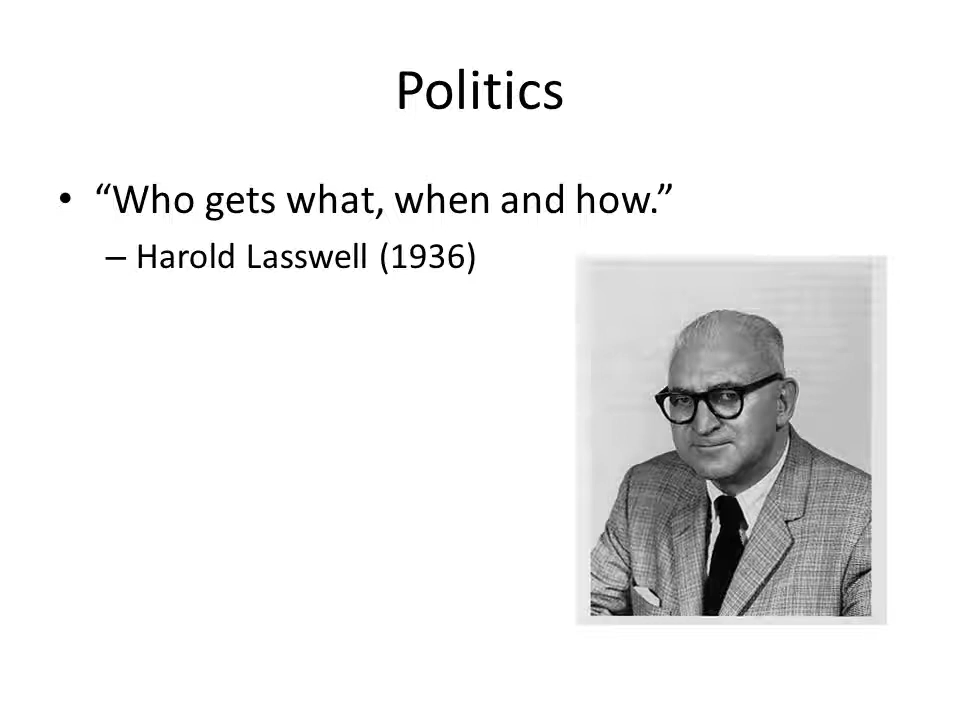 Politics
• “Who gets what, when and how.”
– Harold Lasswell (1936)